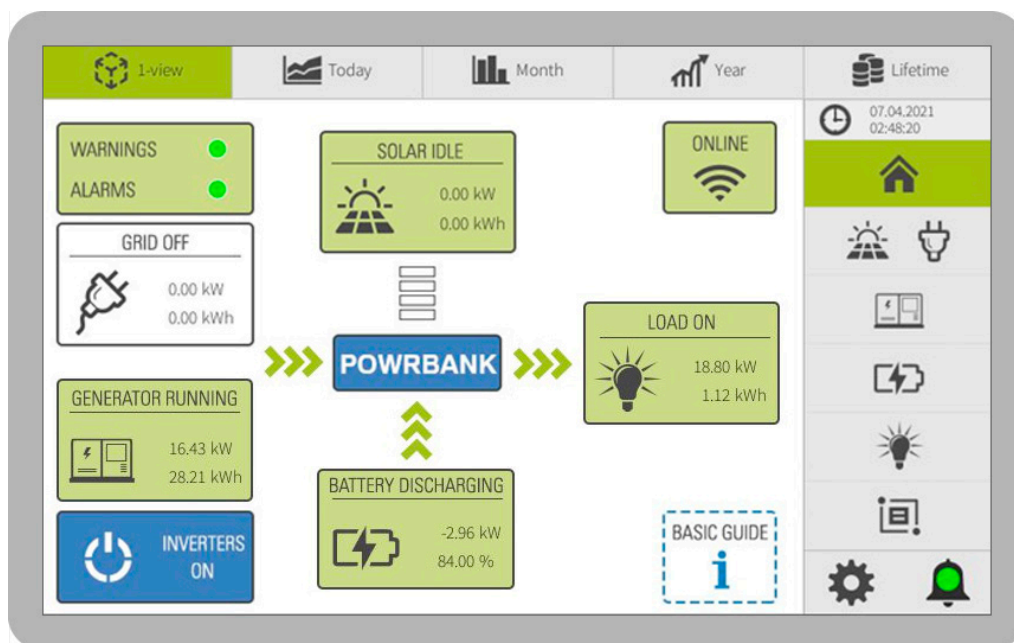 1-view
Today
Month
Year
Lifetime
07.04.2021
02:48:20
WARNINGS
ALARMS
SOLAR IDLE
0.00 kW
0.00 kWh
ONLINE
GRID OFF
0.00 kW
0.00 kWh
POWRBANK
LOAD ON
18.80 kW
1.12 kWh
GENERATOR RUNNING
16.43 kW
28.21 kWh
BATTERY DISCHARGING
-2.96 kW
84.00 %
INVERTERS
ON
BASIC GUIDE
i